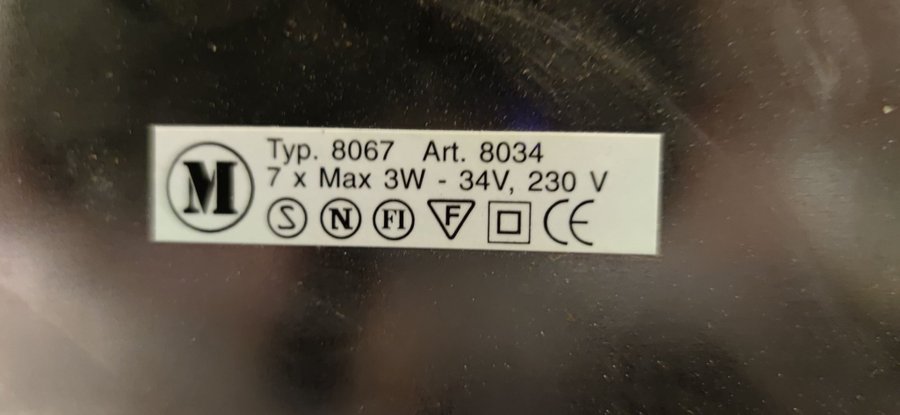 M
Typ. 8067 Art. 8034
7 x Max 3W - 34V, 230 V
S N FI F CE